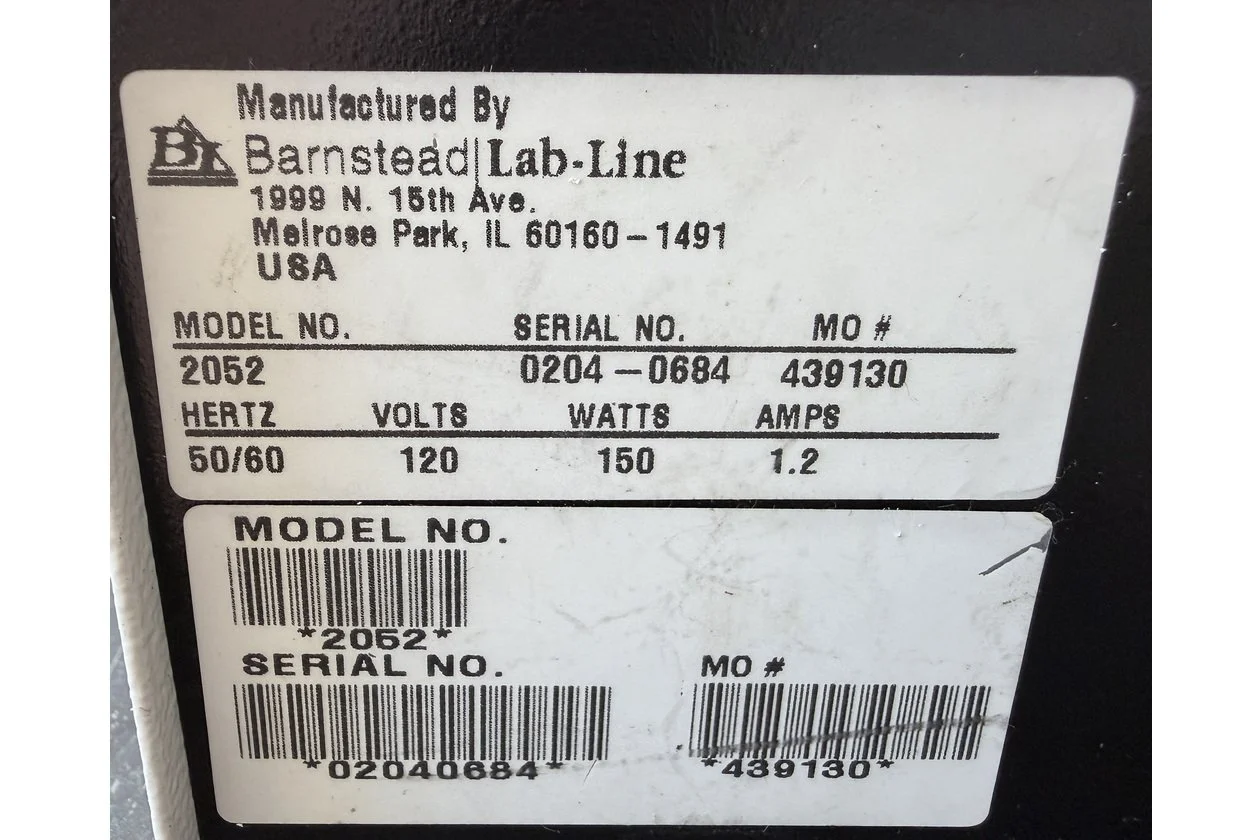 Manufactured By
BL Barnstead|Lab-Line
1999 N. 15th Ave.
Melrose Park, IL 60160-1491
USA
MODEL NO. SERIAL NO. MO #
2052 0204-0684 439130
HERTZ VOLTS WATTS AMPS
50/60 120 150 1.2
MODEL NO.
*2052*
SERIAL NO. MO #
*02040684* *439130*